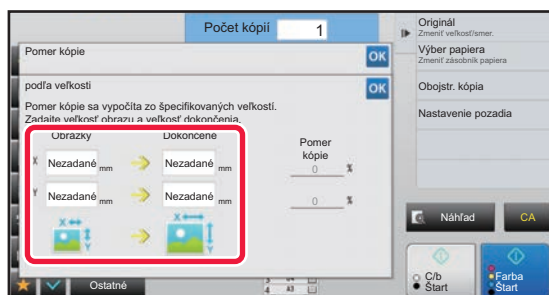 Počet kópií
1
Pomer kópie
OK
podľa veľkosti
OK
Pomer kópie sa vypočíta zo špecifikovaných veľkostí.
Zadajte veľkosť obrazu a veľkosť dokončenia.
Obrázky
Dokončené
Pomer
kópie
X
Nezadané mm
Nezadané mm
0 %
Y
Nezadané mm
Nezadané mm
0 %
X
Y
X
Y
Ostatné
4 A3
Originál
Zmeniť veľkosť/smer.
Výber papiera
Zmeniť zásobník papiera
Obojstr. kópia
Nastavenie pozadia
Náhľad
CA
C/b
Štart
Farba
Štart